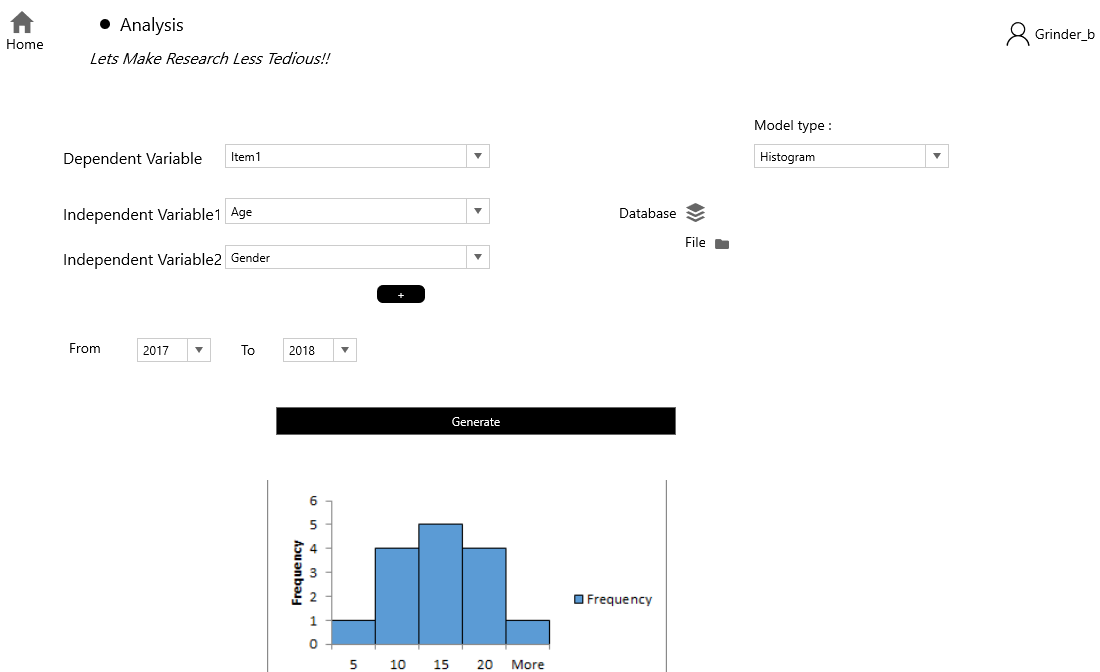 Home
Analysis
Lets Make Research Less Tedious!!
Grinder_b
Model type :
Dependent Variable
Item1
Histogram
Independent Variable1
Age
Database
File
Independent Variable2
Gender
+
From
2017
To
2018
Generate
6
5
4
3
2
1
0
Frequency
Frequency
5 10 15 20 More